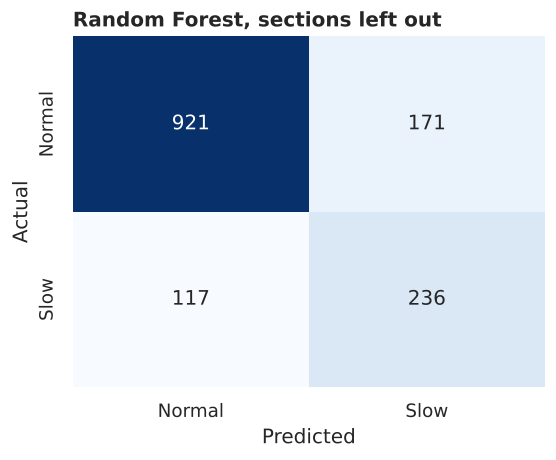 Random Forest, sections left out
Normal
921
171
Actual
Slow
117
236
Normal
Slow
Predicted